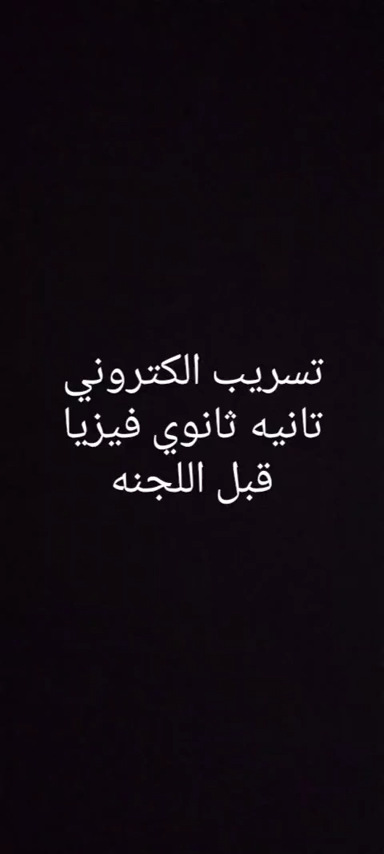 تسريب الكتروني
تانيه ثانوي فيزيا
قبل اللجنه